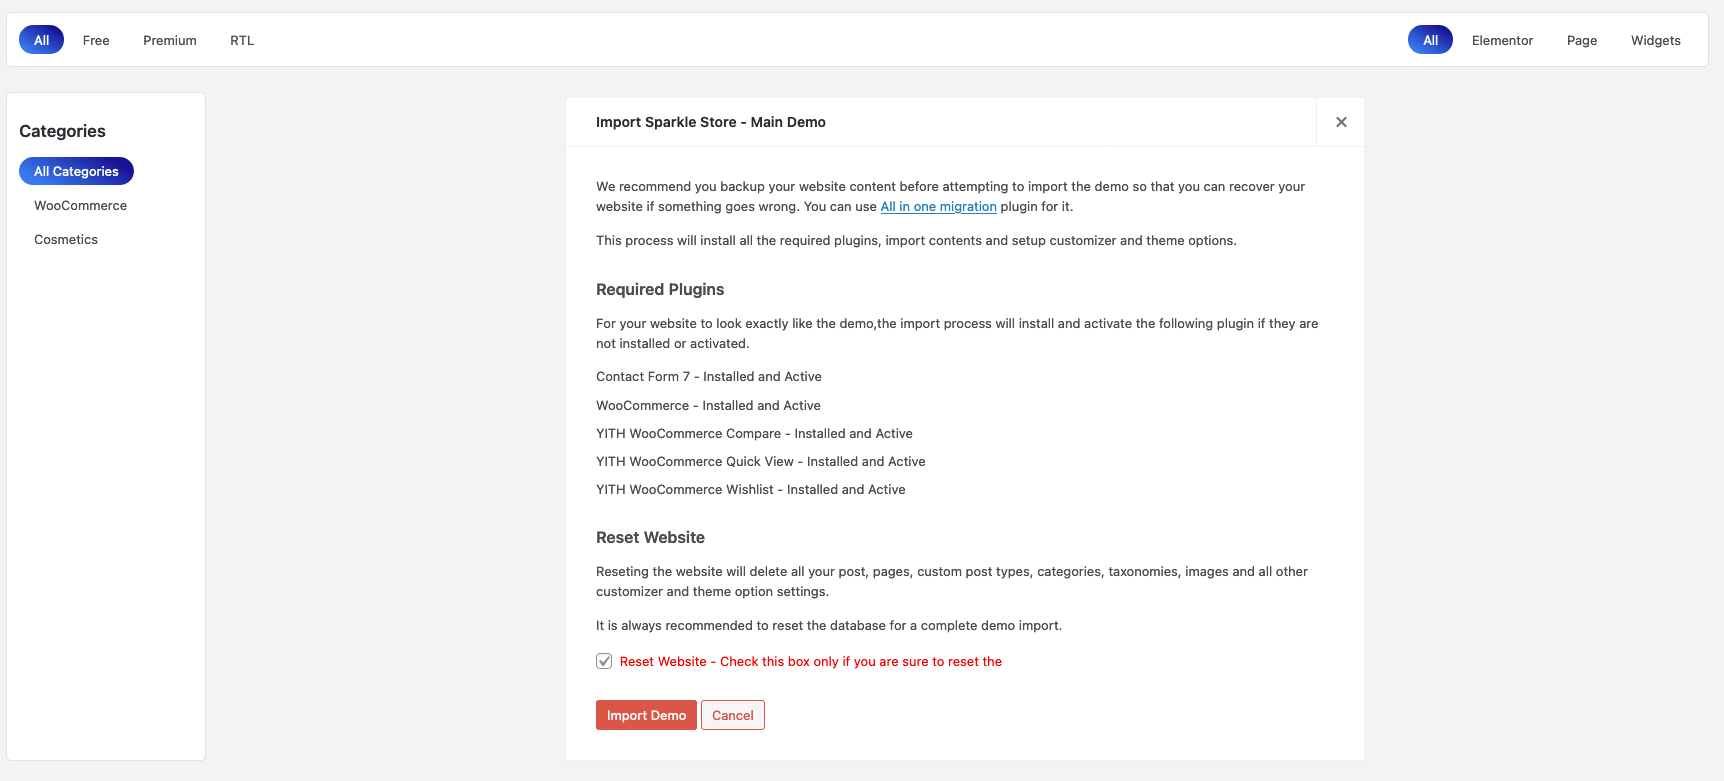 All Free Premium RTL
All Elementor Page Widgets
Categories
All Categories
WooCommerce
Cosmetics
Import Sparkle Store - Main Demo
We recommend you backup your website content before attempting to import the demo so that you can recover your
website if something goes wrong. You can use All in one migration plugin for it.
This process will install all the required plugins, import contents and setup customizer and theme options.
Required Plugins
For your website to look exactly like the demo,the import process will install and activate the following plugin if they are
not installed or activated.
Contact Form 7 - Installed and Active
WooCommerce - Installed and Active
YITH WooCommerce Compare - Installed and Active
YITH WooCommerce Quick View - Installed and Active
YITH WooCommerce Wishlist - Installed and Active
Reset Website
Reseting the website will delete all your post, pages, custom post types, categories, taxonomies, images and all other
customizer and theme option settings.
It is always recommended to reset the database for a complete demo import.
Reset Website - Check this box only if you are sure to reset the
Import Demo Cancel